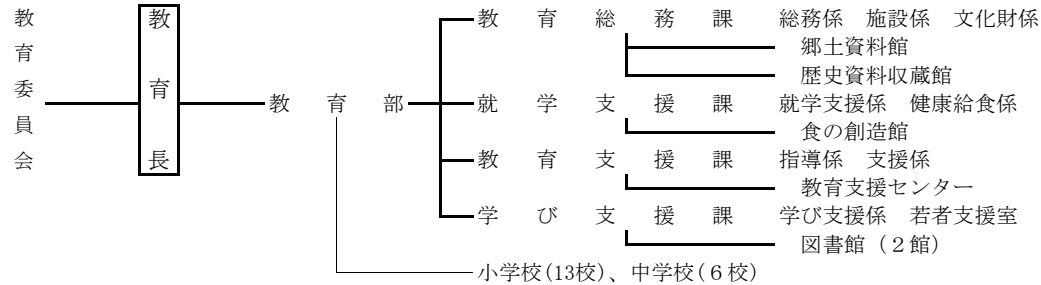 教育委員会
教育長
教育部
教育総務課 総務係 施設係 文化財係
郷土資料館
歴史資料収蔵館
就学支援課 就学支援係 健康給食係
食の創造館
教育支援課 指導係 支援係
教育支援センター
学び支援課 学び支援係 若者支援室
図書館(2館)
小学校(13校)、中学校(6校)